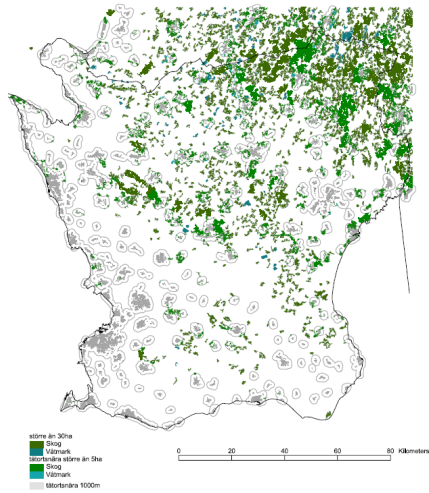 större än 30ha
Skog
Våtmark
tätortsnära större än 5ha
Skog
Våtmark
tätortsnära 1000m
0 20 40 60 80 Kilometers